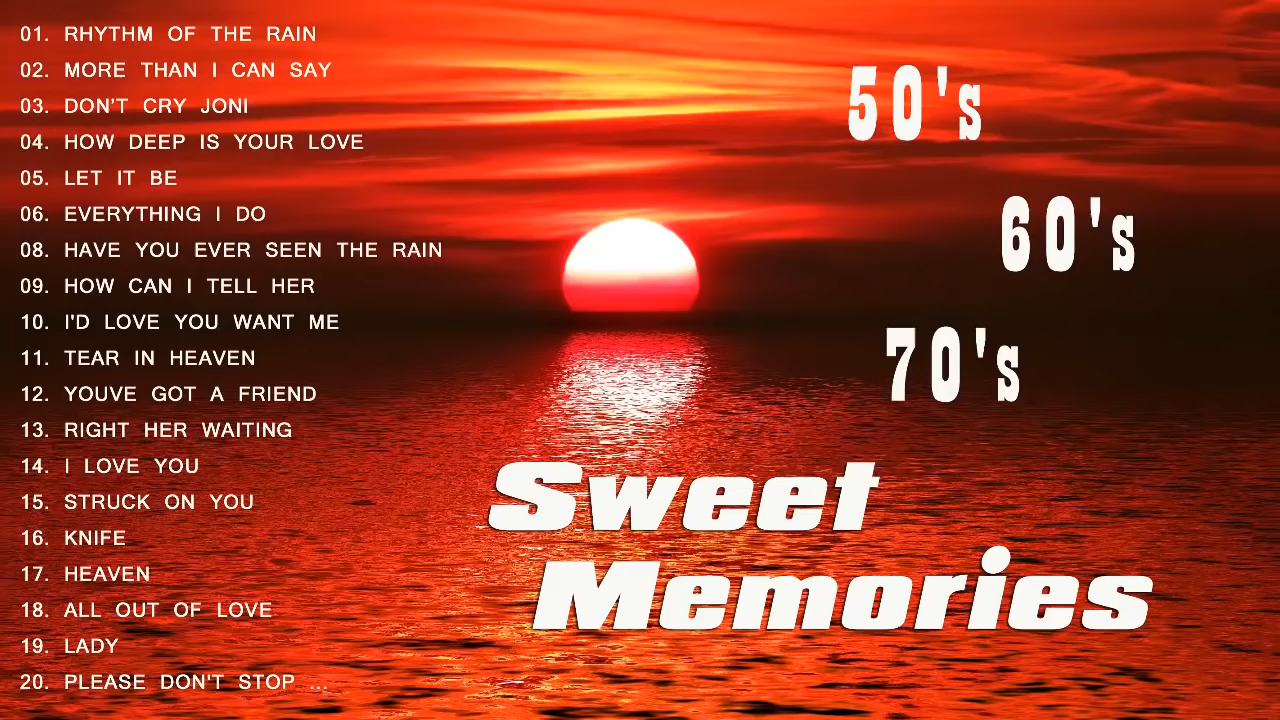 01. RHYTHM OF THE RAIN
02. MORE THAN I CAN SAY
03. DON'T CRY JONI
04. HOW DEEP IS YOUR LOVE
05. LET IT BE
06. EVERYTHING I DO
08. HAVE YOU EVER SEEN THE RAIN
09. HOW CAN I TELL HER
10. I'D LOVE YOU WANT ME
11. TEAR IN HEAVEN
12. YOUVE GOT A FRIEND
13. RIGHT HER WAITING
14. I LOVE YOU
15. STRUCK ON YOU
16. KNIFE
17. HEAVEN
18. ALL OUT OF LOVE
19. LADY
20. PLEASE DON'T STOP ...
50's
60's
70's
Sweet
Memories